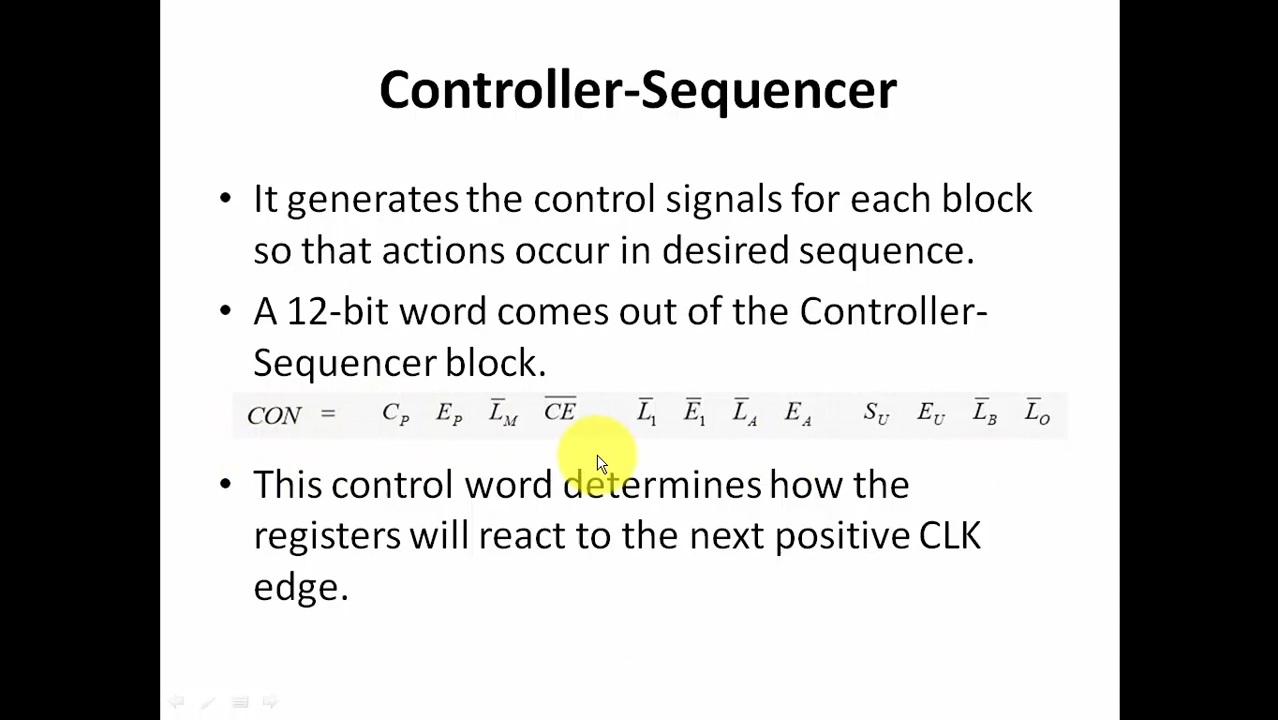 Controller-Sequencer
• It generates the control signals for each block
so that actions occur in desired sequence.
• A 12-bit word comes out of the Controller-
Sequencer block.
CON = C_P E_P L̅_M C̅E̅ L̅_1 E̅_1 L̅_A E_A S_U E_U L̅_B L̅_O
• This control word determines how the
registers will react to the next positive CLK
edge.